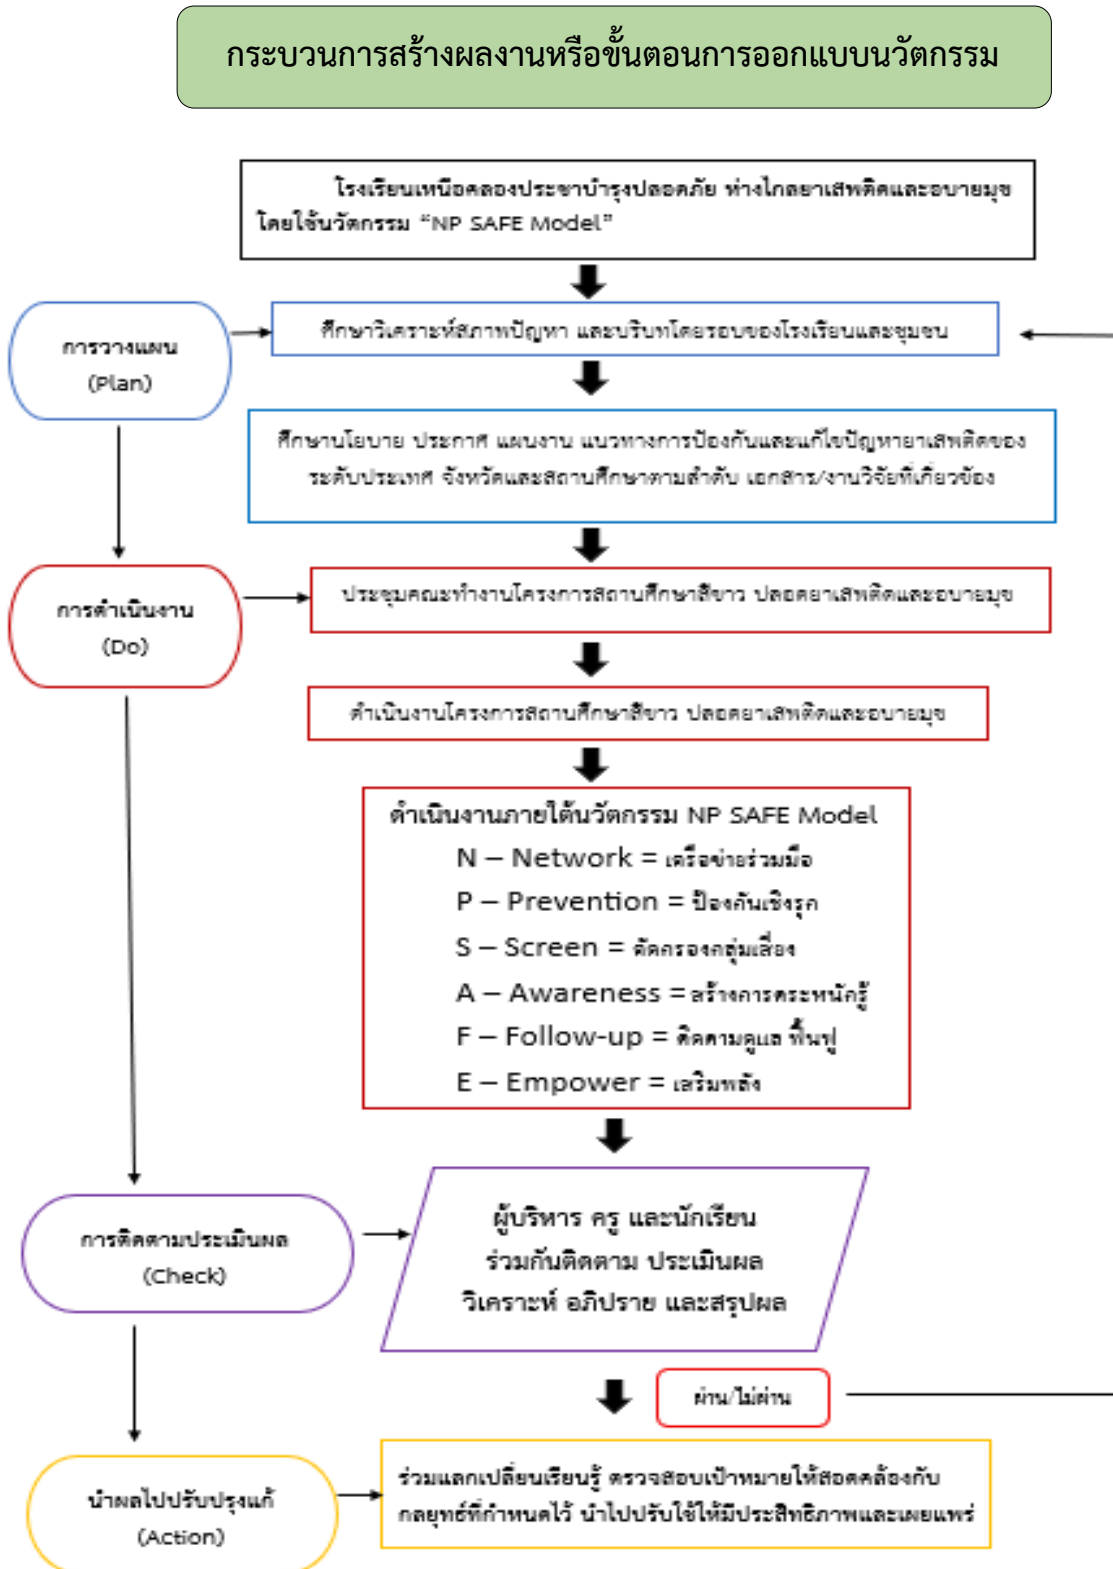 กระบวนการสร้างผลงานหรือขั้นตอนการออกแบบนวัตกรรม
โรงเรียนเหนือคลองประชาบำรุงปลอดภัย ห่างไกลยาเสพติดและอบายมุข
โดยใช้นวัตกรรม “NP SAFE Model”
การวางแผน
(Plan)
ศึกษาวิเคราะห์สภาพปัญหา และบริบทโดยรอบของโรงเรียนและชุมชน
ศึกษานโยบาย ประกาศ แผนงาน แนวทางการป้องกันและแก้ไขปัญหายาเสพติดของ
ระดับประเทศ จังหวัดและสถานศึกษาตามลำดับ เอกสาร/งานวิจัยที่เกี่ยวข้อง
การดำเนินงาน
(Do)
ประชุมคณะทำงานโครงการสถานศึกษาสีขาว ปลอดยาเสพติดและอบายมุข
ดำเนินงานโครงการสถานศึกษาสีขาว ปลอดยาเสพติดและอบายมุข
ดำเนินงานภายใต้นวัตกรรม NP SAFE Model
N – Network = เครือข่ายร่วมมือ
P – Prevention = ป้องกันเชิงรุก
S – Screen = คัดกรองกลุ่มเสี่ยง
A – Awareness = สร้างการตระหนักรู้
F – Follow-up = ติดตามดูแล ฟื้นฟู
E – Empower = เสริมพลัง
การติดตามประเมินผล
(Check)
ผู้บริหาร ครู และนักเรียน
ร่วมกันติดตาม ประเมินผล
วิเคราะห์ อภิปราย และสรุปผล
ผ่าน/ไม่ผ่าน
นำผลไปปรับปรุงแก้
(Action)
ร่วมแลกเปลี่ยนเรียนรู้ ตรวจสอบเป้าหมายให้สอดคล้องกับ
กลยุทธ์ที่กำหนดไว้ นำไปปรับใช้ให้มีประสิทธิภาพและเผยแพร่